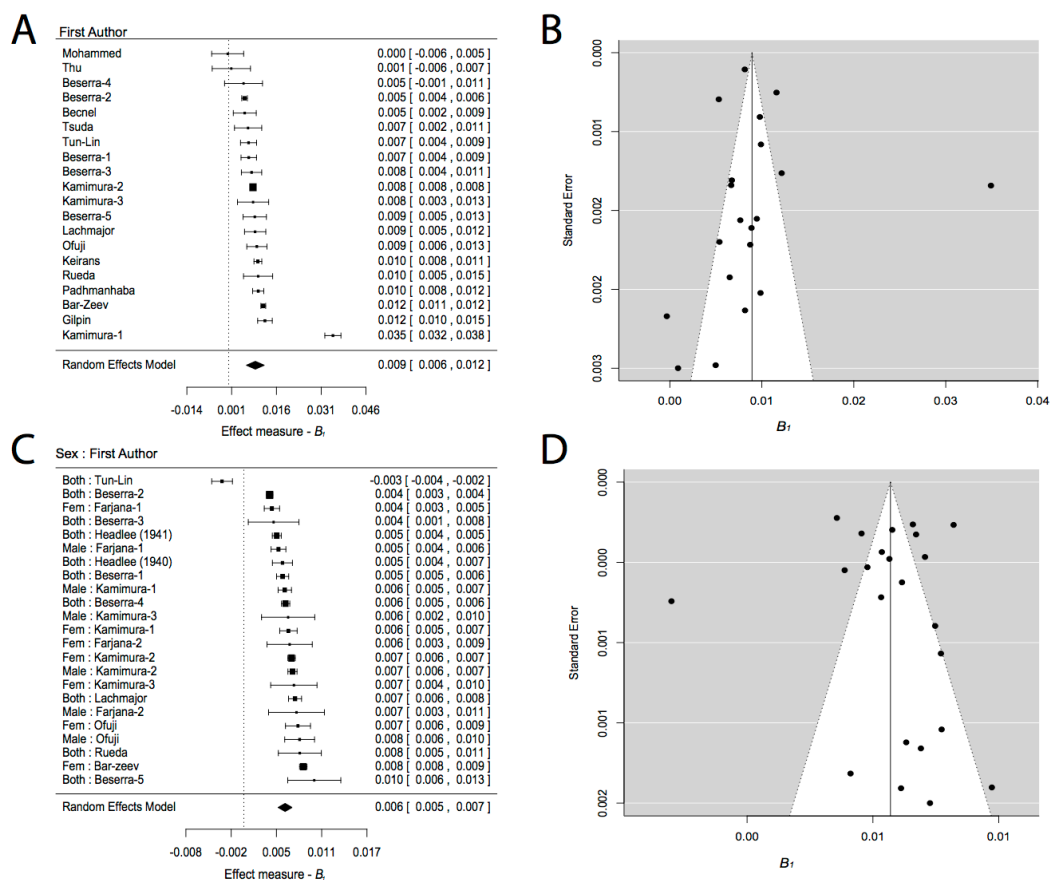 A
First Author
Mohammed 0.000 [ -0.006 , 0.005 ]
Thu 0.001 [ -0.006 , 0.007 ]
Beserra-4 0.005 [ -0.001 , 0.011 ]
Beserra-2 0.005 [ 0.004 , 0.006 ]
Becnel 0.005 [ 0.002 , 0.009 ]
Tsuda 0.007 [ 0.002 , 0.011 ]
Tun-Lin 0.007 [ 0.004 , 0.009 ]
Beserra-1 0.007 [ 0.004 , 0.009 ]
Beserra-3 0.008 [ 0.004 , 0.011 ]
Kamimura-2 0.008 [ 0.008 , 0.008 ]
Kamimura-3 0.008 [ 0.003 , 0.013 ]
Beserra-5 0.009 [ 0.005 , 0.013 ]
Lachmajor 0.009 [ 0.005 , 0.012 ]
Ofuji 0.009 [ 0.006 , 0.013 ]
Keirans 0.010 [ 0.008 , 0.011 ]
Rueda 0.010 [ 0.005 , 0.015 ]
Padhmanhaba 0.010 [ 0.008 , 0.012 ]
Bar-Zeev 0.012 [ 0.011 , 0.012 ]
Gilpin 0.012 [ 0.010 , 0.015 ]
Kamimura-1 0.035 [ 0.032 , 0.038 ]
Random Effects Model 0.009 [ 0.006 , 0.012 ]
-0.014 0.001 0.016 0.031 0.046
Effect measure - B₁
B
0.000
0.001
0.002
0.002
0.003
Standard Error
0.00 0.01 0.02 0.03 0.04
B₁
C
Sex : First Author
Both : Tun-Lin -0.003 [ -0.004 , -0.002 ]
Both : Beserra-2 0.004 [ 0.003 , 0.004 ]
Fem : Farjana-1 0.004 [ 0.003 , 0.005 ]
Both : Beserra-3 0.004 [ 0.001 , 0.008 ]
Both : Headlee (1941) 0.005 [ 0.004 , 0.005 ]
Male : Farjana-1 0.005 [ 0.004 , 0.006 ]
Both : Headlee (1940) 0.005 [ 0.004 , 0.007 ]
Both : Beserra-1 0.005 [ 0.005 , 0.006 ]
Male : Kamimura-1 0.006 [ 0.005 , 0.007 ]
Both : Beserra-4 0.006 [ 0.005 , 0.006 ]
Male : Kamimura-3 0.006 [ 0.002 , 0.010 ]
Fem : Kamimura-1 0.006 [ 0.005 , 0.007 ]
Fem : Farjana-2 0.006 [ 0.003 , 0.009 ]
Fem : Kamimura-2 0.007 [ 0.006 , 0.007 ]
Male : Kamimura-2 0.007 [ 0.006 , 0.007 ]
Fem : Kamimura-3 0.007 [ 0.004 , 0.010 ]
Both : Lachmajor 0.007 [ 0.006 , 0.008 ]
Male : Farjana-2 0.007 [ 0.003 , 0.011 ]
Fem : Ofuji 0.007 [ 0.006 , 0.009 ]
Male : Ofuji 0.008 [ 0.006 , 0.010 ]
Both : Rueda 0.008 [ 0.005 , 0.011 ]
Fem : Bar-zeev 0.008 [ 0.008 , 0.009 ]
Both : Beserra-5 0.010 [ 0.006 , 0.013 ]
Random Effects Model 0.006 [ 0.005 , 0.007 ]
-0.008 -0.002 0.005 0.011 0.017
Effect measure - B₁
D
0.000
0.000
0.001
0.001
0.002
Standard Error
0.00 0.01 0.01
B₁